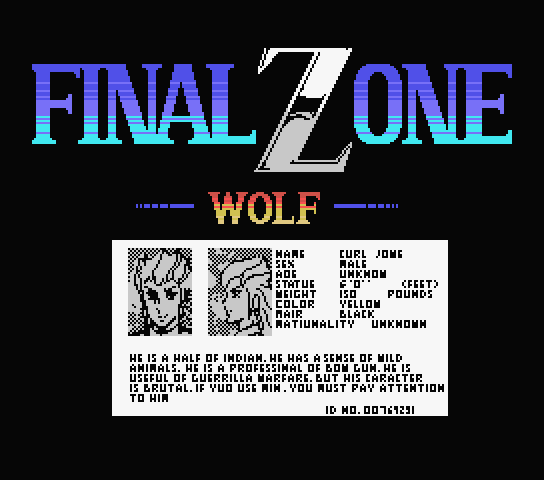 FINAL ZONE
WOLF
NAME CURL JONE
SEX MALE
AGE UNKNOW
STATUE 6'0'' (FEET)
WEIGHT 150 POUNDS
COLOR YELLOW
HAIR BLACK
NATIUNALITY UNKNOWN
HE IS A HALF OF INDIAN. HE HAS A SENSE OF WILD
ANIMALS. HE IS A PROFESSINAL OF BOW GUN. HE IS
USEFUL OF GUERRILLA WARFARE. BUT HIS CARACTER
IS BRUTAL. IF YUO USE HIM. YOU MUST PAY ATTENTION
TO HIM
ID NO. 00769291